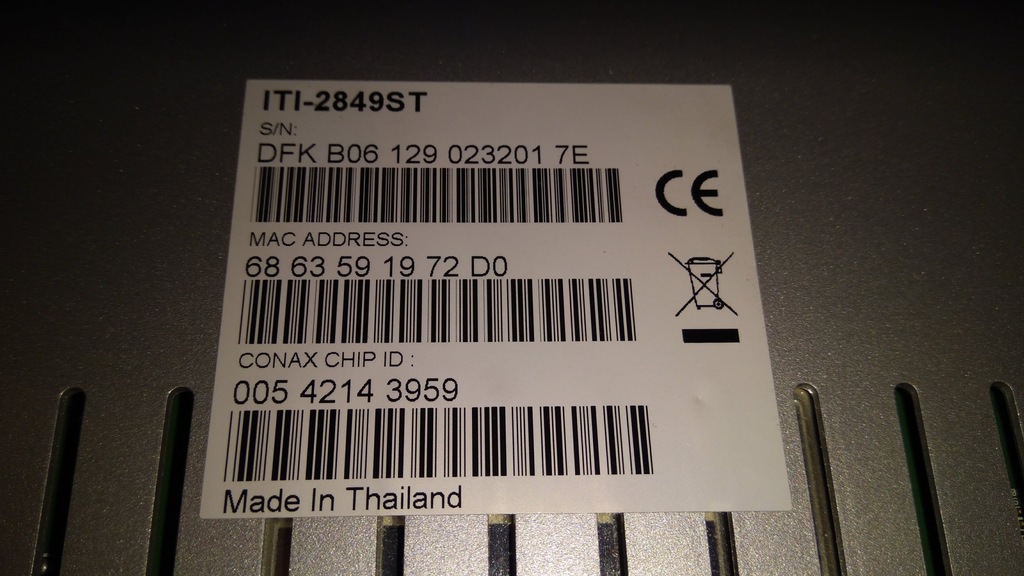 ITI-2849ST
S/N:
DFK B06 129 023201 7E
CE
MAC ADDRESS:
68 63 59 19 72 D0
CONAX CHIP ID :
005 4214 3959
Made In Thailand